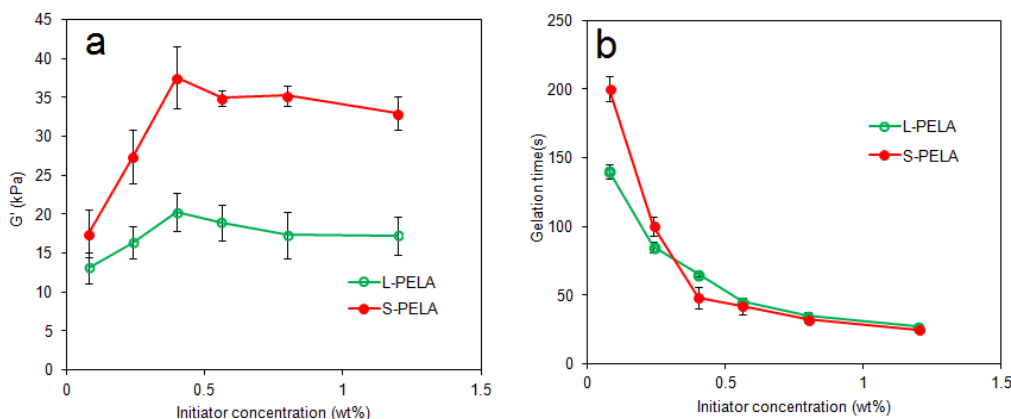 a
45
40
35
30
25
20
15
10
5
0
G' (kPa)
L-PELA
S-PELA
0 0.5 1 1.5
Initiator concentration (wt%)
b
250
200
150
100
50
0
Gelation time(s)
L-PELA
S-PELA
0 0.5 1 1.5
Initiator concentration (wt%)